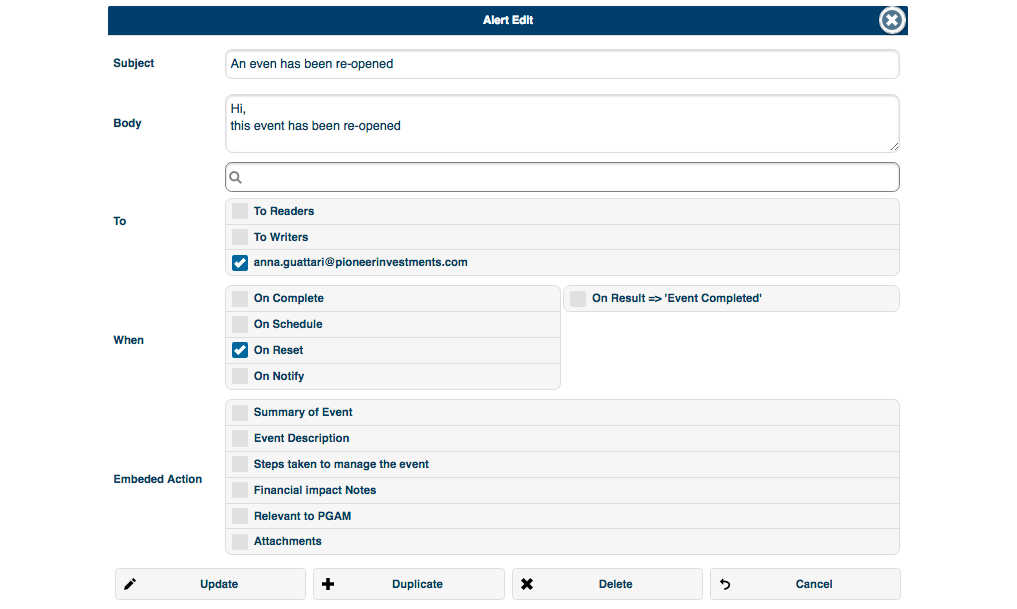 Alert Edit
Subject
An even has been re-opened
Body
Hi,
this event has been re-opened
To
To Readers
To Writers
anna.guattari@pioneerinvestments.com
When
On Complete
On Result => 'Event Completed'
On Schedule
On Reset
On Notify
Embeded Action
Summary of Event
Event Description
Steps taken to manage the event
Financial impact Notes
Relevant to PGAM
Attachments
Update
Duplicate
Delete
Cancel